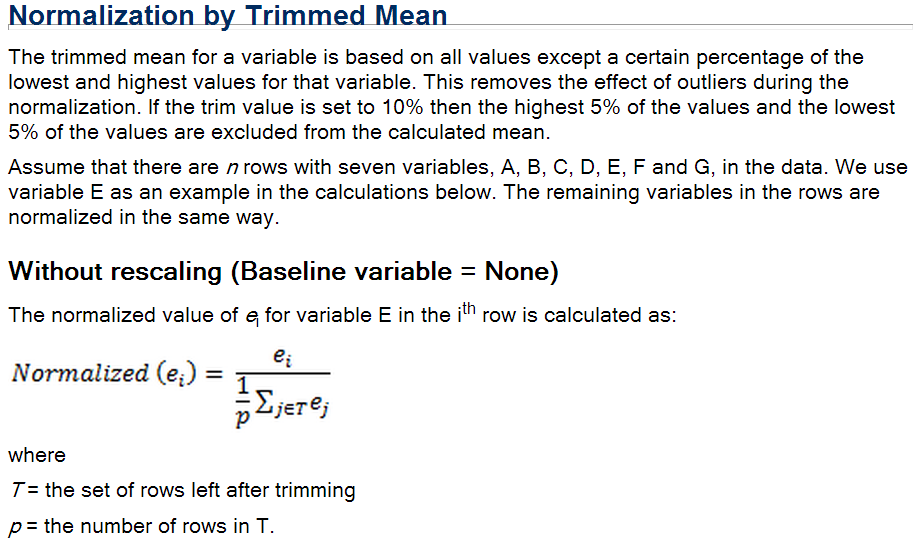 Normalization by Trimmed Mean
The trimmed mean for a variable is based on all values except a certain percentage of the
lowest and highest values for that variable. This removes the effect of outliers during the
normalization. If the trim value is set to 10% then the highest 5% of the values and the lowest
5% of the values are excluded from the calculated mean.
Assume that there are n rows with seven variables, A, B, C, D, E, F and G, in the data. We use
variable E as an example in the calculations below. The remaining variables in the rows are
normalized in the same way.
Without rescaling (Baseline variable = None)
The normalized value of eᵢ for variable E in the iᵗʰ row is calculated as:
Normalized (eᵢ) = eᵢ / (1/p ∑j∈T eⱼ)
where
T= the set of rows left after trimming
p= the number of rows in T.